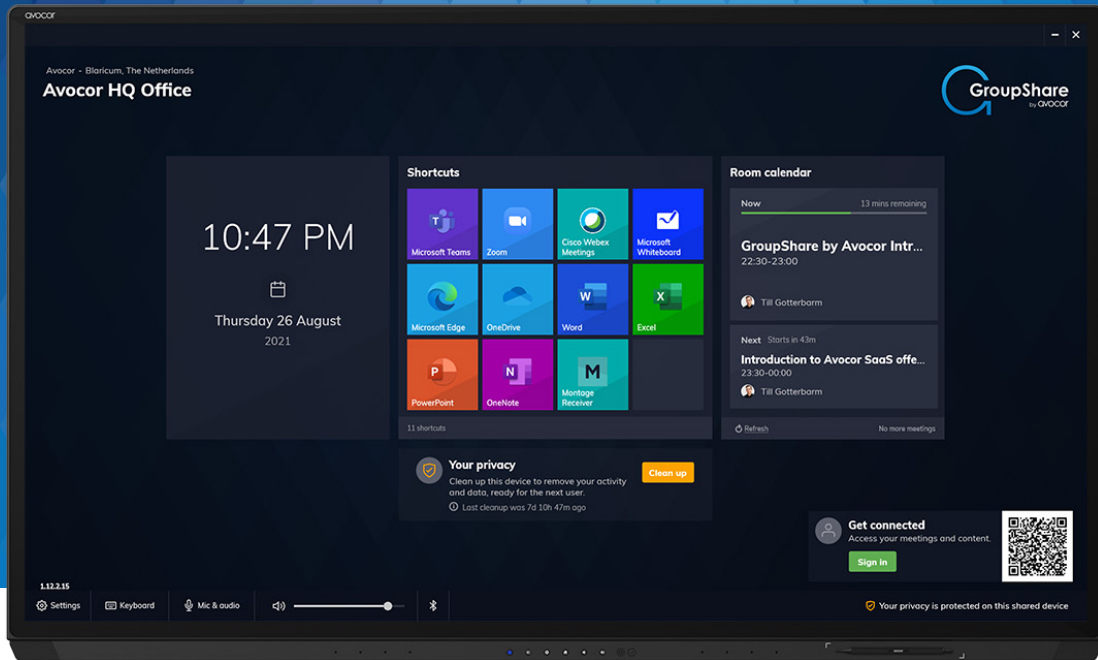 avocor
Avocor - Blaricum, The Netherlands
Avocor HQ Office
GroupShare
by avocor
10:47 PM
Thursday 26 August
2021
Shortcuts
Microsoft Teams
Zoom
Cisco Webex
Meetings
Microsoft
Whiteboard
Microsoft Edge
OneDrive
Word
Excel
PowerPoint
OneNote
M
Montage
Receiver
11 shortcuts
Room calendar
Now 13 mins remaining
GroupShare by Avocor Intr...
22:30-23:00
Till Gotterbarm
Next Starts in 43m
Introduction to Avocor SaaS offe...
23:30-00:00
Till Gotterbarm
Refresh No more meetings
Your privacy
Clean up this device to remove your activity
and data, ready for the next user.
Last cleanup was 7d 10h 47m ago
Clean up
Get connected
Access your meetings and content.
Sign in
1.12.2.15
Settings Keyboard Mic & audio
Your privacy is protected on this shared device